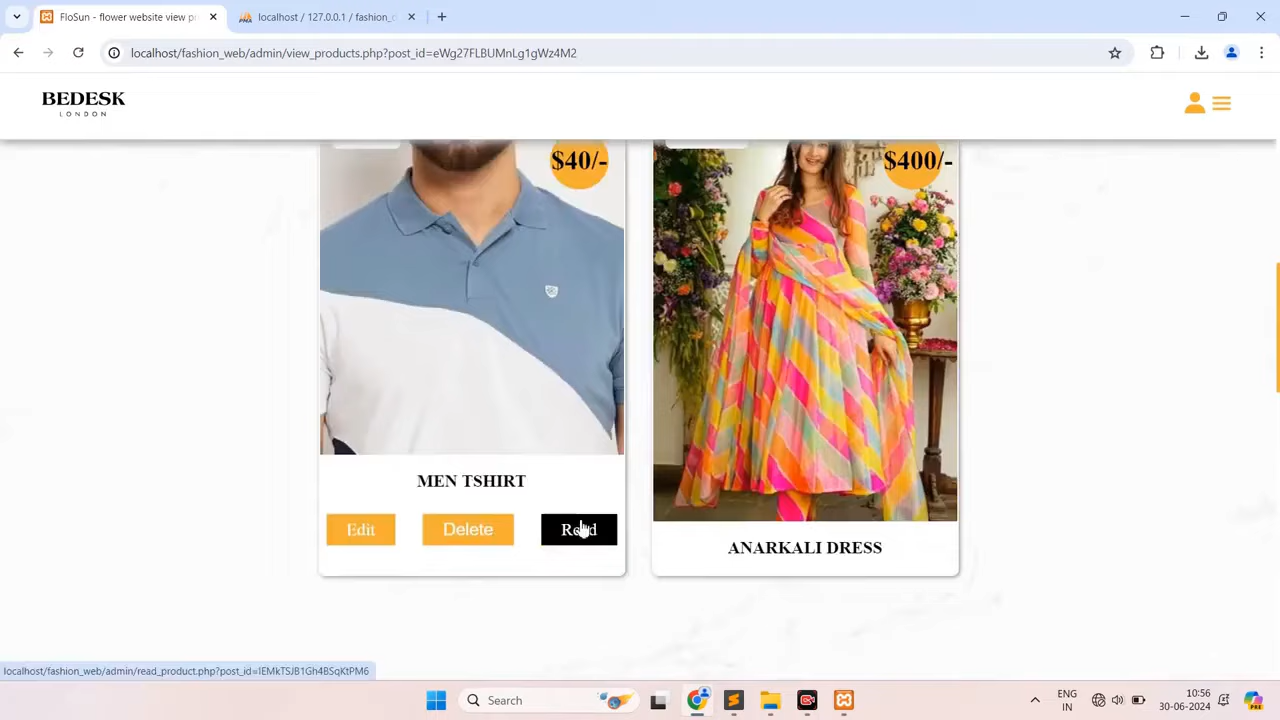 FloSun - flower website view p
localhost / 127.0.0.1 / fashion_
localhost/fashion_web/admin/view_products.php?post_id=eWg27FLBUMnLg1gWz4M2
BEDESK
LONDON
$40/-
$400/-
MEN TSHIRT
Edit
Delete
Read
ANARKALI DRESS
localhost/fashion_web/admin/read_product.php?post_id=lEMkTSJB1Gh4BSqKtPM6
Search
ENG
IN
10:56
30-06-2024